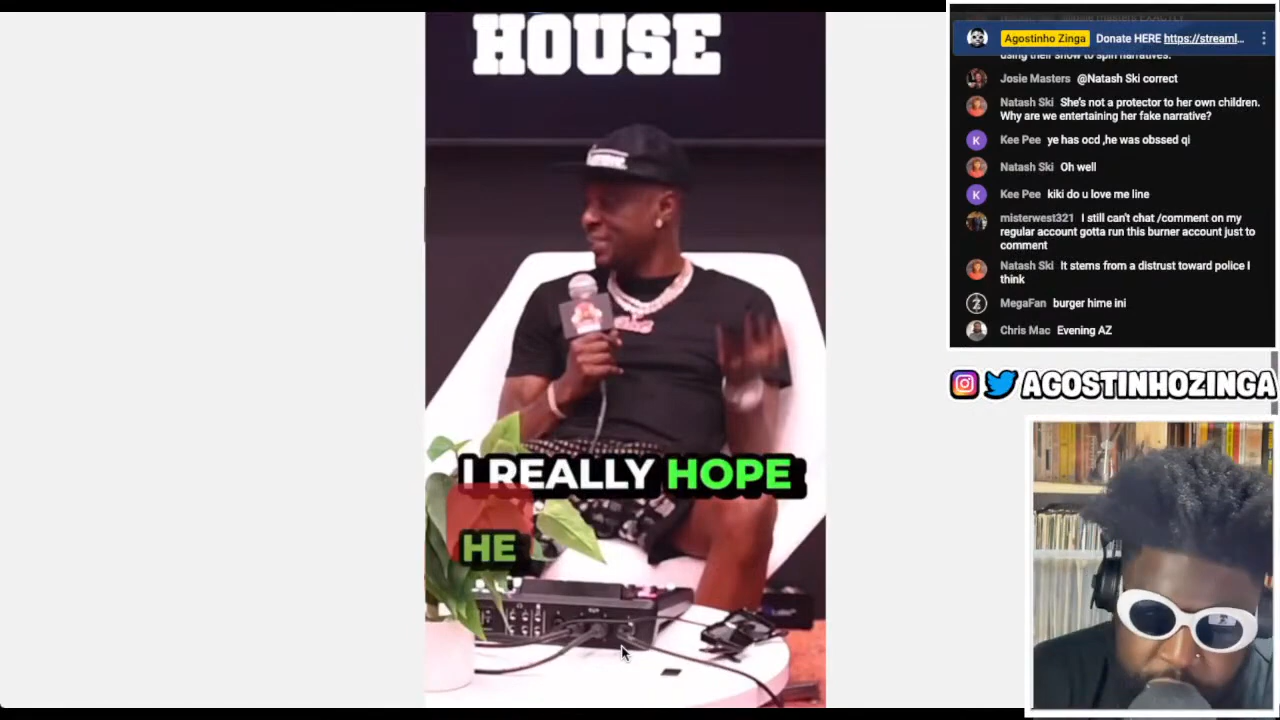 HOUSE
I REALLY HOPE
HE
Agostinho Zinga Donate HERE https://streaml...
using their show to spin narratives.
Josie Masters @Natash Ski correct
Natash Ski She's not a protector to her own children.
Why are we entertaining her fake narrative?
K Kee Pee ye has ocd ,he was obssed qi
Natash Ski Oh well
K Kee Pee kiki do u love me line
misterwest321 I still can't chat /comment on my
regular account gotta run this burner account just to
comment
Natash Ski It stems from a distrust toward police I
think
MegaFan burger hime ini
Chris Mac Evening AZ
AGOSTINHOZINGA